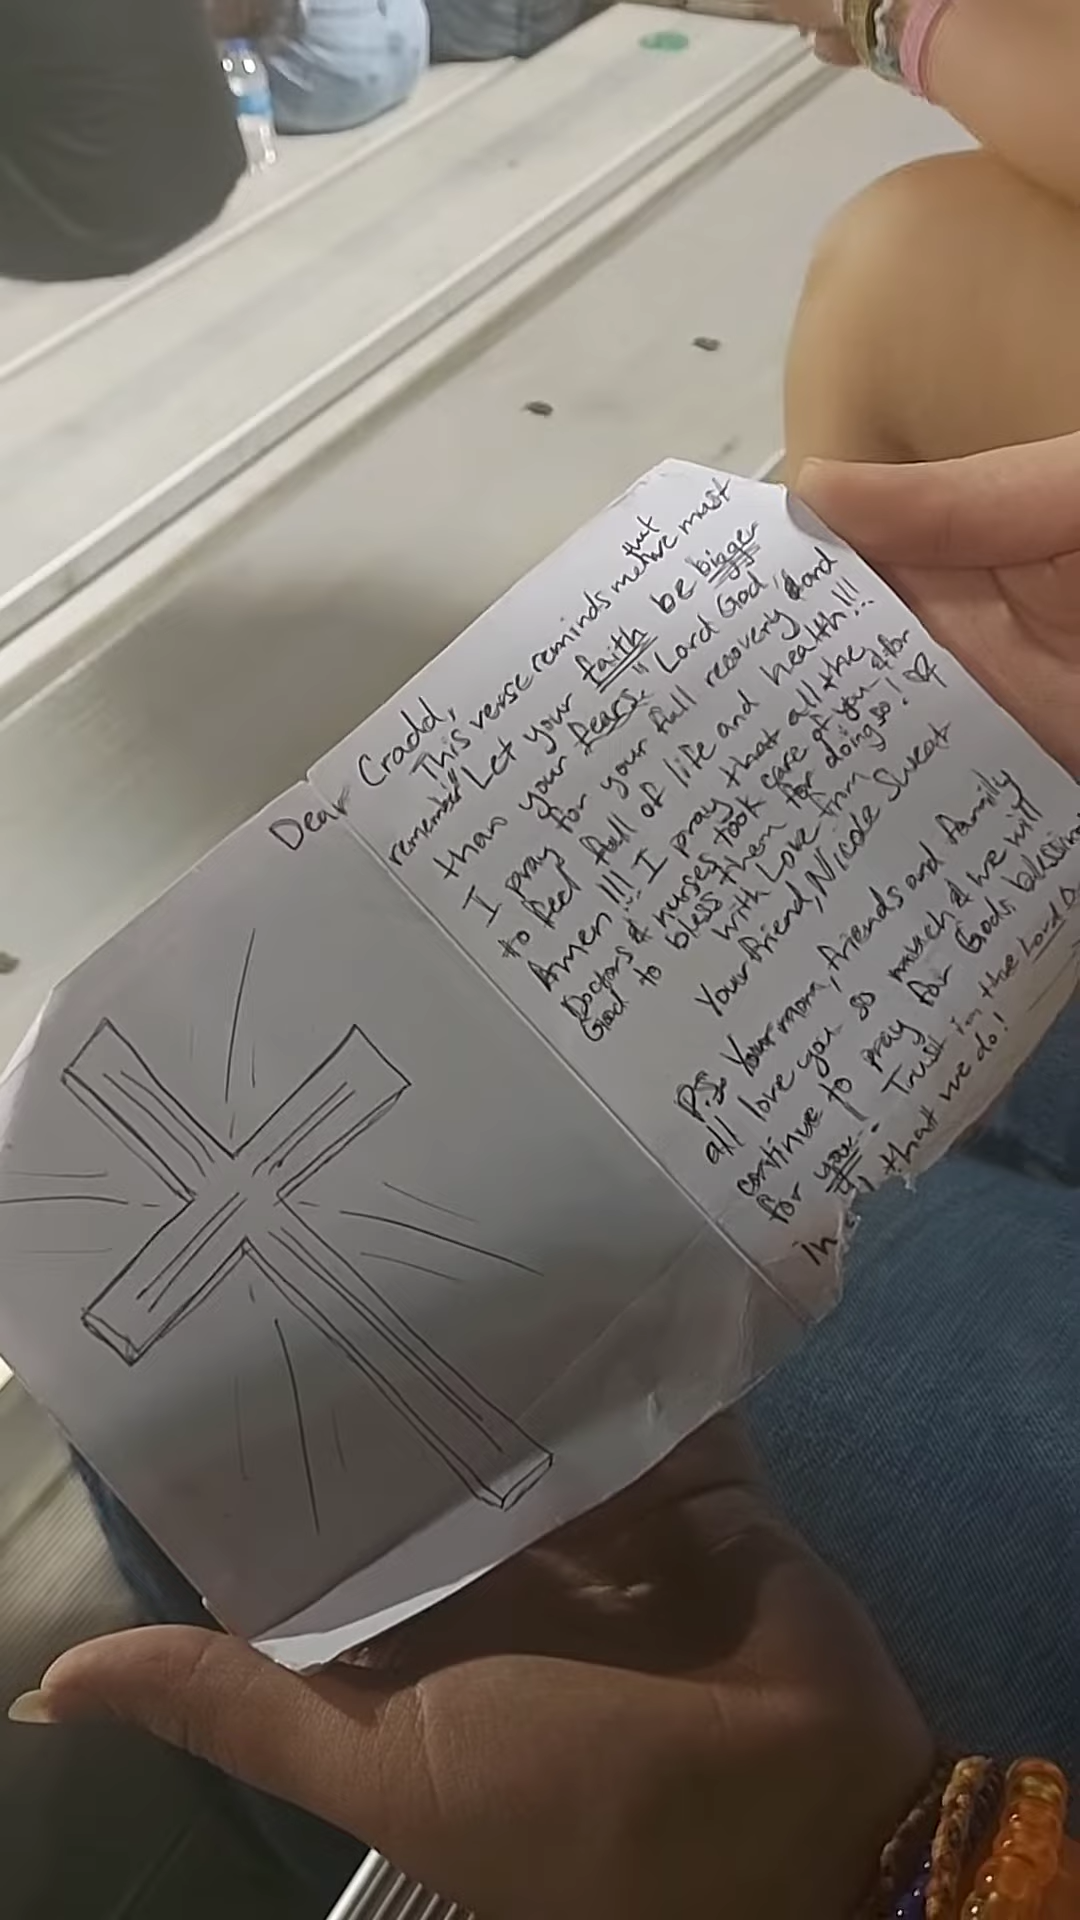 Dear Cradd,
This verse reminds me that we must
remember "Let your faith be bigger
than your fears." Lord God,
I pray for your full recovery and
to feel full of life and health!!!
Amen!!! I pray that all the
Doctors & nurses took care of you & for
God to bless them for doing so!
with Love from
Your friend, Nicole Sweat
P.S. Your mom, friends and family
all love you so much & we will
continue to pray for God's blessing
for you! Trust in the Lord
in that we do!